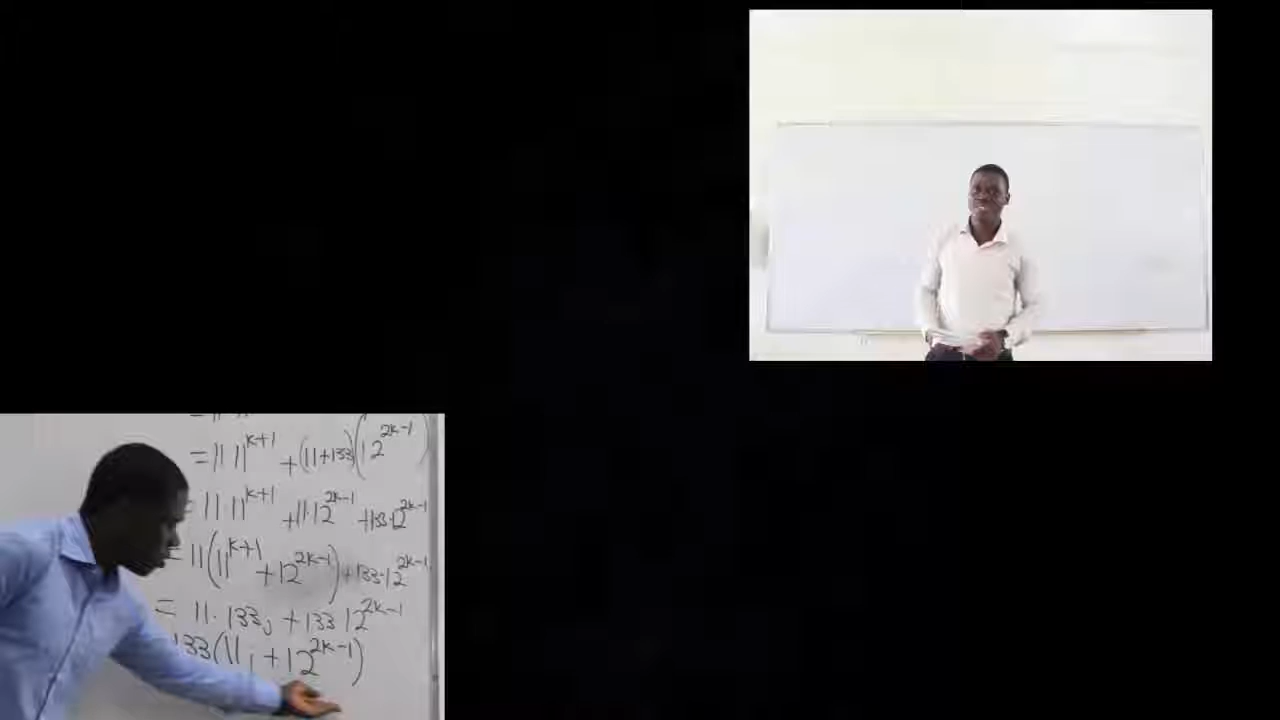 =11·11^{k+1} +(11+133)(12^{2k-1})
= 11·11^{k+1} +11·12^{2k-1} +133·12^{2k-1}
= 11(11^{k+1} +12^{2k-1})+133·12^{2k-1}
= 11·133j +133·12^{2k-1}
133(11j +12^{2k-1})